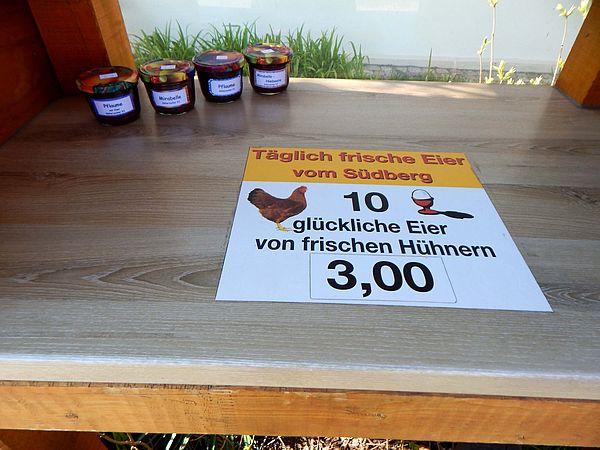 Pflaume
Mirabelle
Pflaume
Mirabelle
Täglich frische Eier
vom Südberg
10
glückliche Eier
von frischen Hühnern
3,00